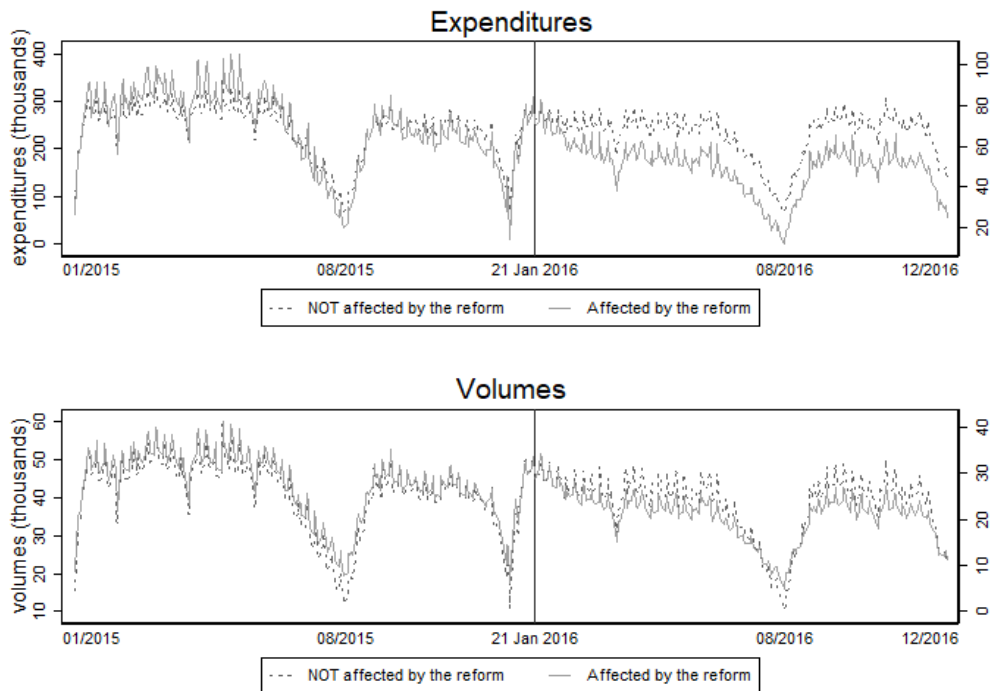 Expenditures
expenditures (thousands)
400
300
200
100
0
100
80
60
40
20
01/2015 08/2015 21 Jan 2016 08/2016 12/2016
NOT affected by the reform Affected by the reform
Volumes
volumes (thousands)
60
50
40
30
20
10
40
30
20
10
0
01/2015 08/2015 21 Jan 2016 08/2016 12/2016
NOT affected by the reform Affected by the reform